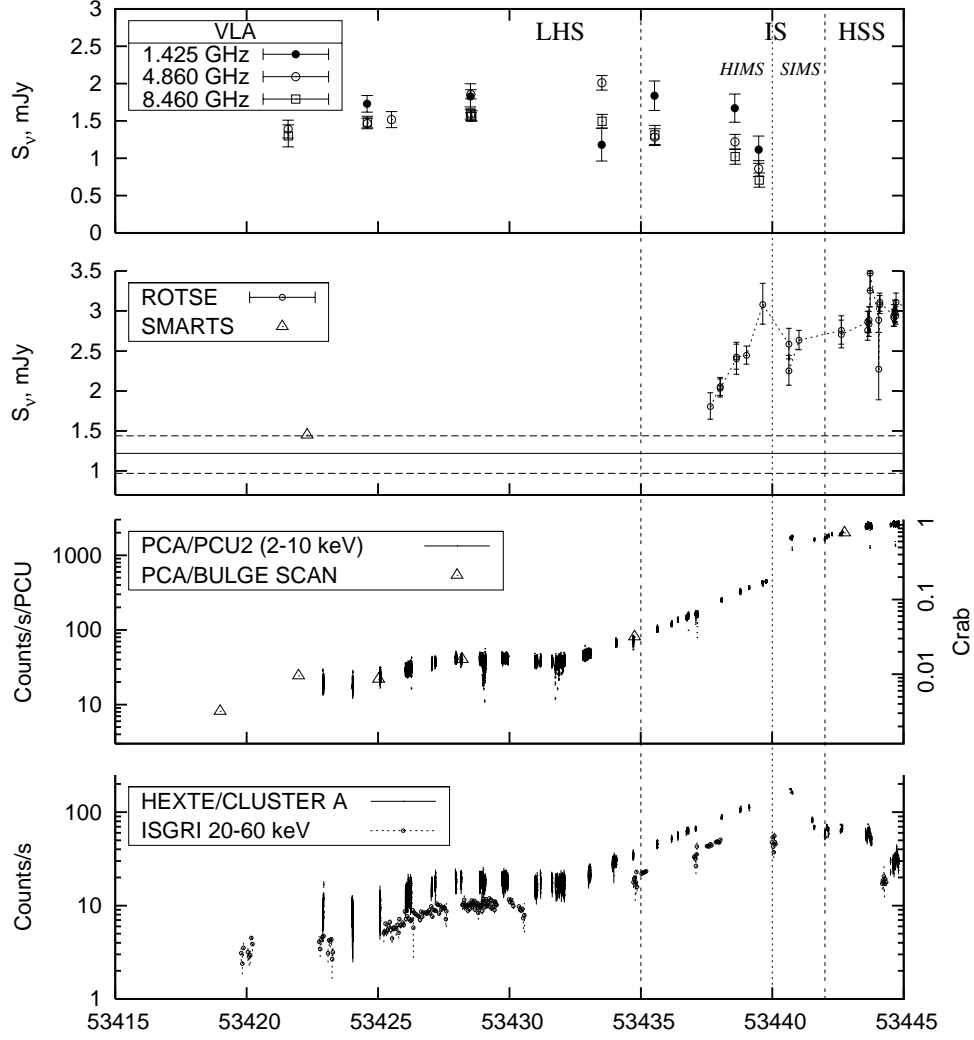 3
2.5
2
1.5
1
0.5
0
S_ν, mJy
VLA
1.425 GHz
4.860 GHz
8.460 GHz
LHS
IS
HSS
HIMS
SIMS
3.5
3
2.5
2
1.5
1
S_ν, mJy
ROTSE
SMARTS
1000
100
10
Counts/s/PCU
PCA/PCU2 (2-10 keV)
PCA/BULGE SCAN
1
0.1
0.01
Crab
100
10
1
Counts/s
HEXTE/CLUSTER A
ISGRI 20-60 keV
53415 53420 53425 53430 53435 53440 53445